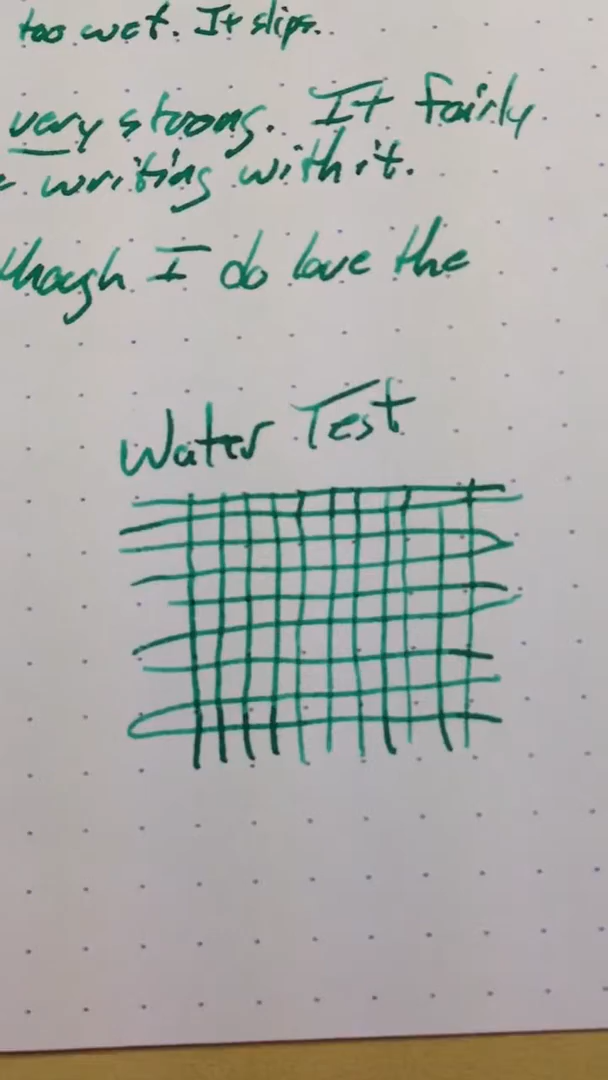 too wet. It slips.
very strong. It fairly
writing with it.
though I do love the
Water Test